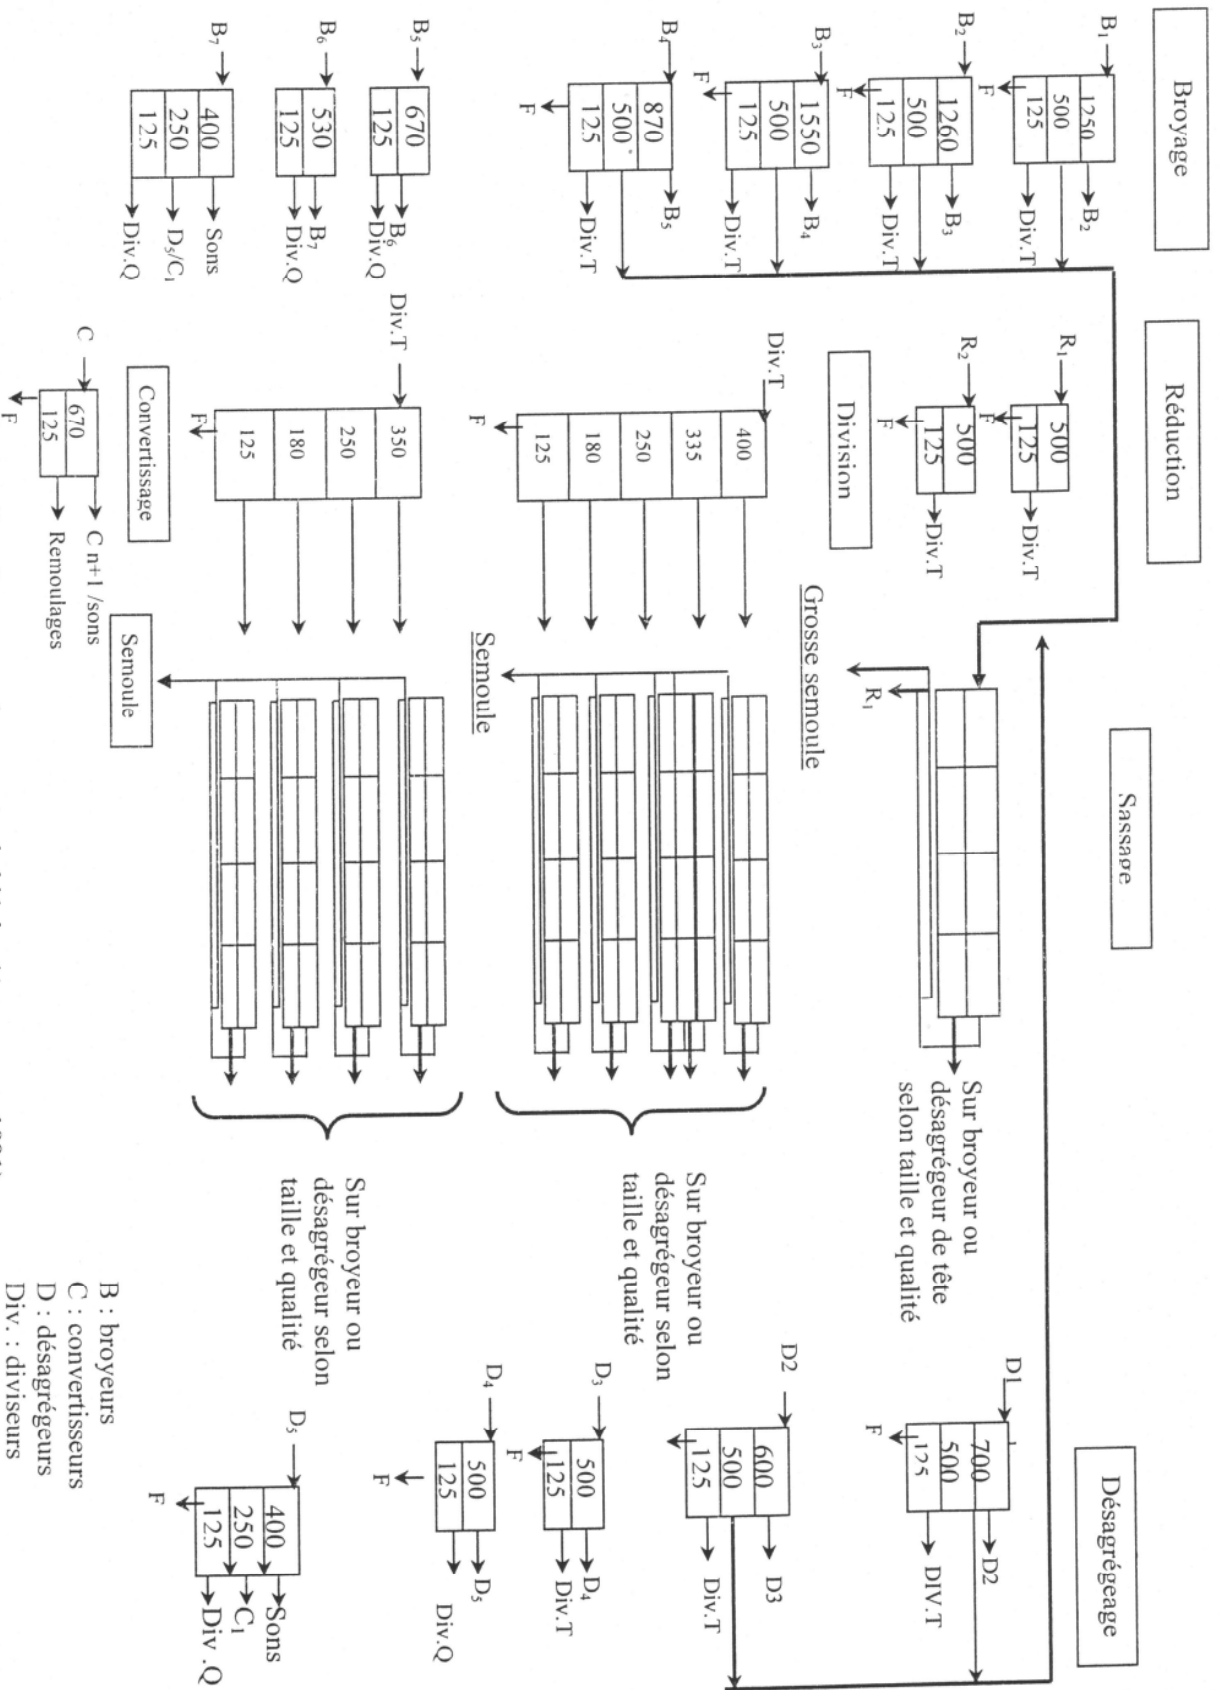 Broyage
B₁
1250
500
125
F
B₂
Div.T
B₂
1260
500
125
F
B₃
Div.T
B₃
1550
500
125
F
B₄
Div.T
B₄
870
500
125
F
B₅
Div.T
B₅
670
125
B₆
Div.Q
B₆
530
125
B₇
Div.Q
B₇
400
250
125
Sons
D₅/C₁
Div.Q
Réduction
R₁
500
125
F
Div.T
R₂
500
125
F
Div.T
Division
Div.T
400
335
250
180
125
F
Div.T
350
250
180
125
F
Convertissage
C
670
125
F
C n+1 /sons
Remoulages
Sassage
R₁
Grosse semoule
Sur broyeur ou
désagrégeur de tête
selon taille et qualité
Semoule
Sur broyeur ou
désagrégeur selon
taille et qualité
Semoule
Sur broyeur ou
désagrégeur selon
taille et qualité
Désagrégeage
D1
700
500
125
F
D2
DIV.T
D2
600
500
125
D3
Div.T
D₃
500
125
F
D₄
Div.T
D₄
500
125
F
D₅
Div.Q
D₅
400
250
125
F
Sons
C₁
Div .Q
B : broyeurs
C : convertisseurs
D : désagrégeurs
Div. : diviseurs